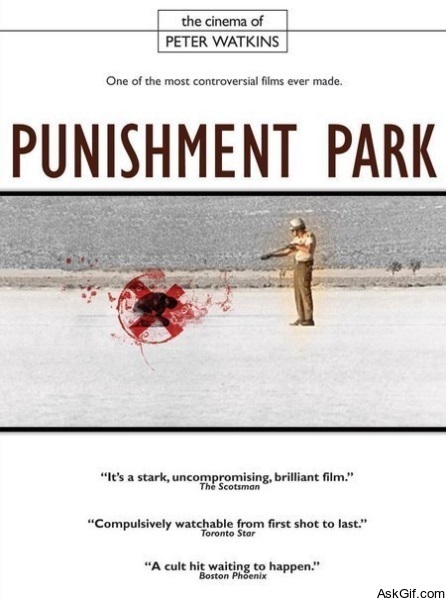 the cinema of
PETER WATKINS
One of the most controversial films ever made.
PUNISHMENT PARK
“It’s a stark, uncompromising, brilliant film.”
The Scotsman
“Compulsively watchable from first shot to last.”
Toronto Star
“A cult hit waiting to happen.”
Boston Phoenix
AskGif.com